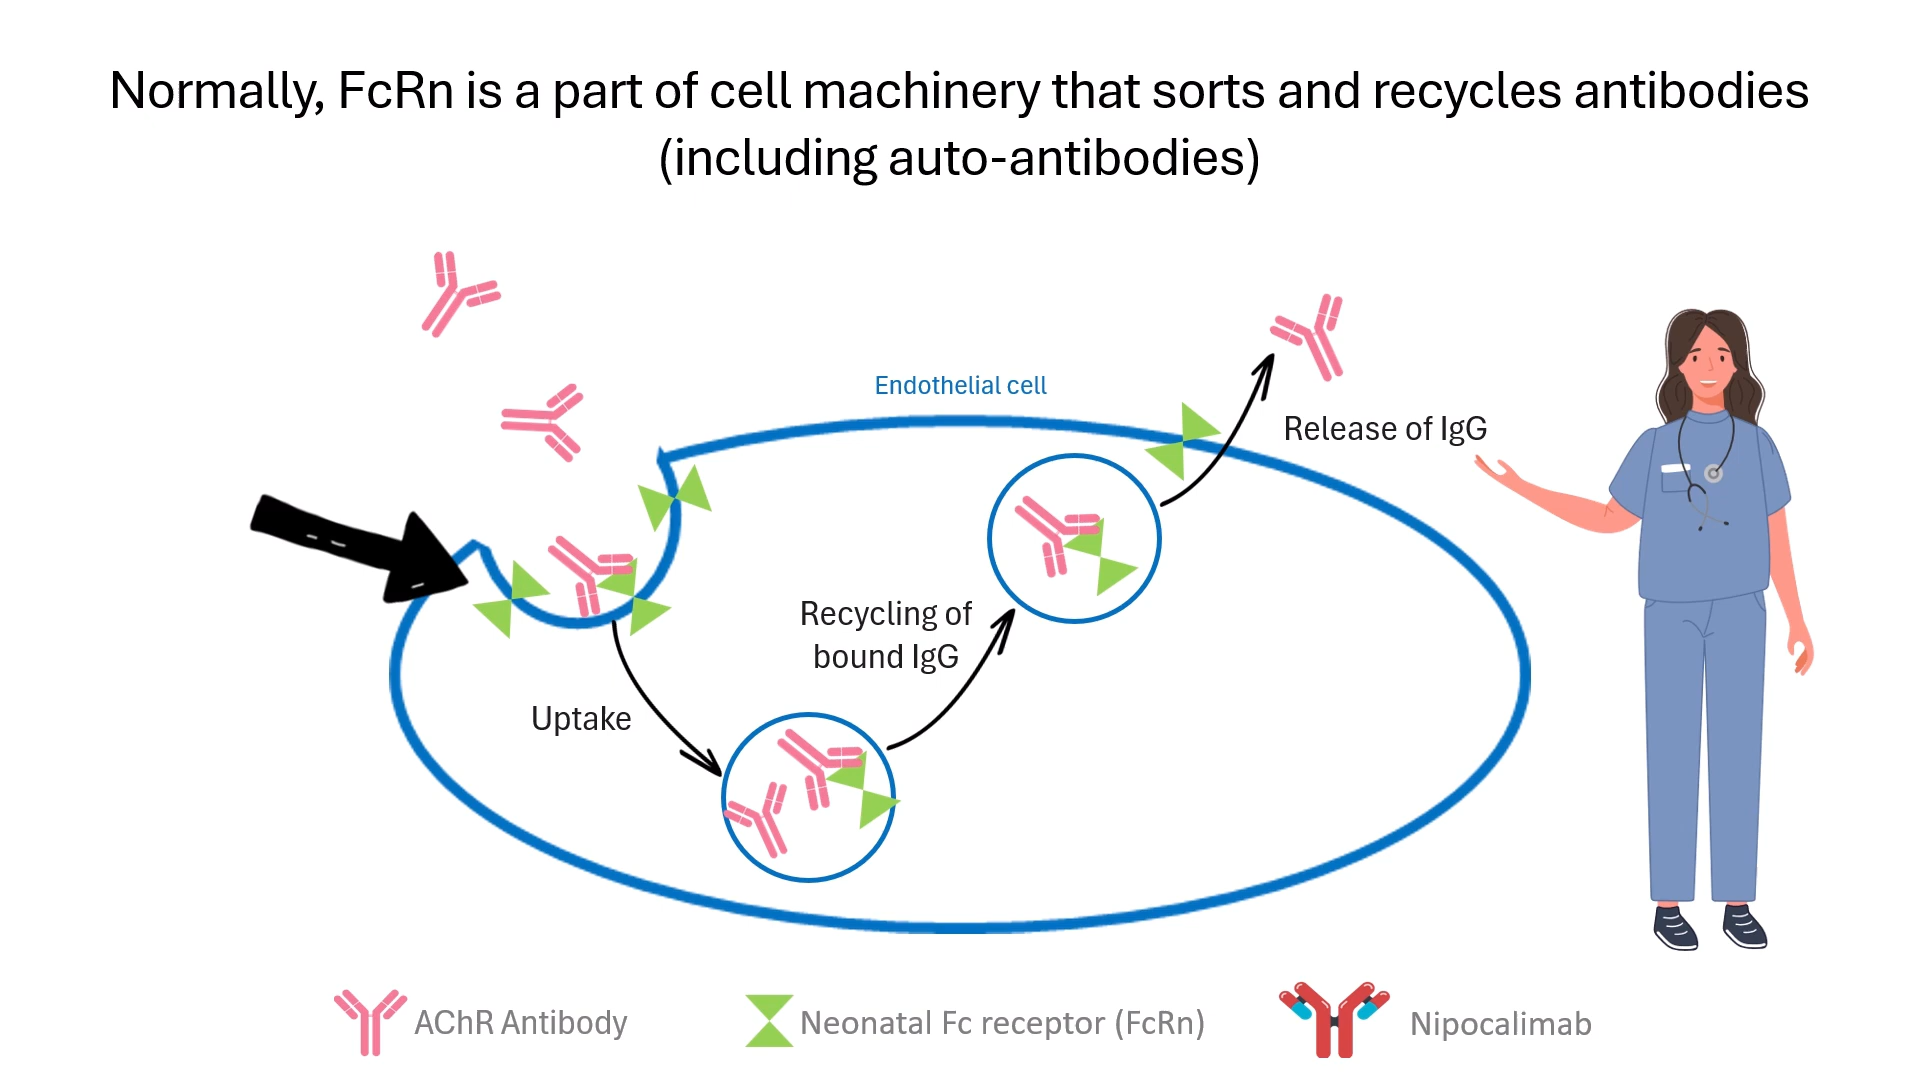 Normally, FcRn is a part of cell machinery that sorts and recycles antibodies
(including auto-antibodies)
Endothelial cell
Release of IgG
Recycling of
bound IgG
Uptake
AChR Antibody
Neonatal Fc receptor (FcRn)
Nipocalimab